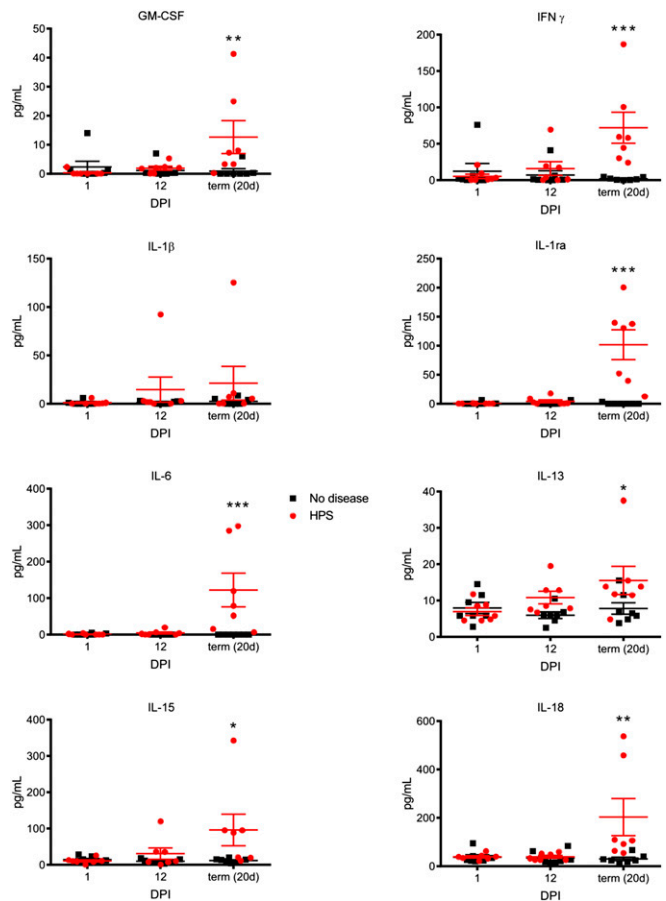 GM-CSF
50
40
30
20
10
0
pg/mL
**
1
12
term (20d)
DPI
IFN γ
200
150
100
50
0
pg/mL
***
1
12
term (20d)
DPI
IL-1β
150
100
50
0
pg/mL
1
12
term (20d)
DPI
IL-1ra
250
200
150
100
50
0
pg/mL
***
1
12
term (20d)
DPI
IL-6
400
300
200
100
0
pg/mL
***
1
12
term (20d)
DPI
No disease
HPS
IL-13
40
30
20
10
0
pg/mL
*
1
12
term (20d)
DPI
IL-15
400
300
200
100
0
pg/mL
*
1
12
term (20d)
DPI
IL-18
600
400
200
0
pg/mL
**
1
12
term (20d)
DPI